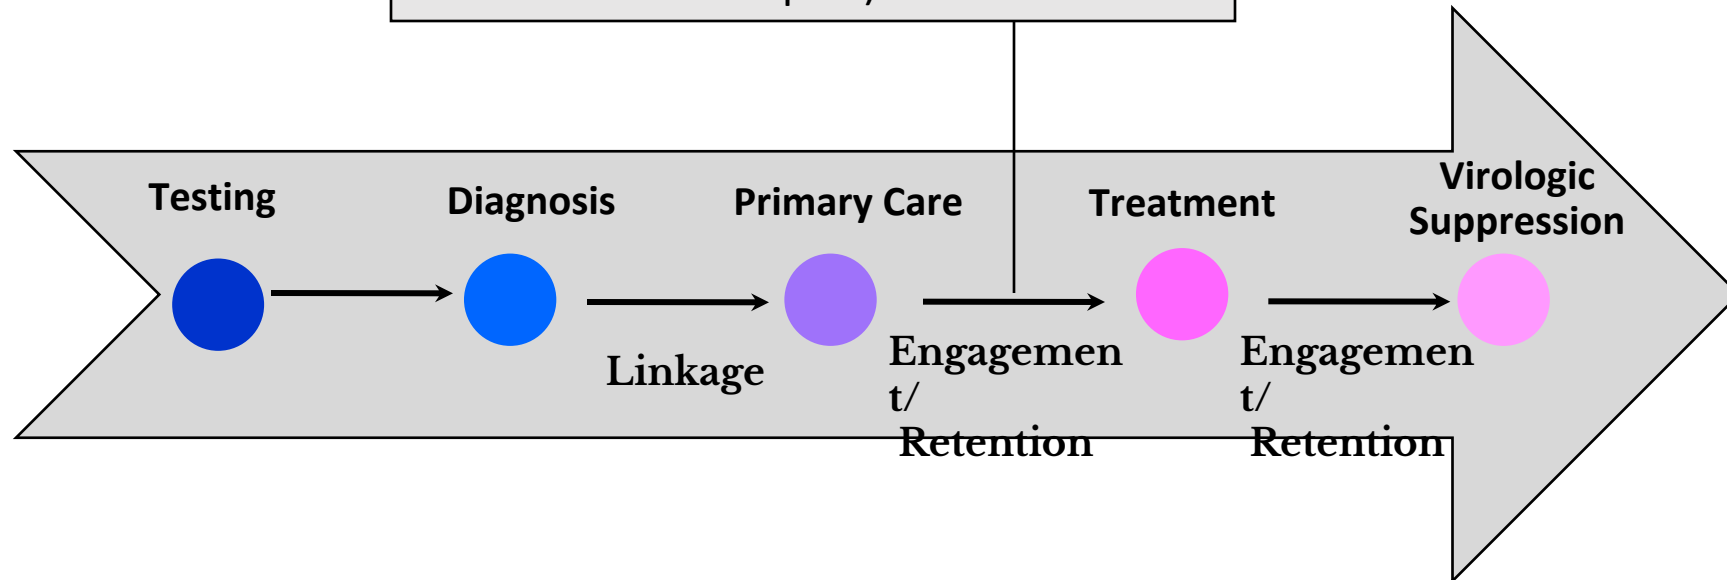 Testing
Diagnosis
Primary Care
Treatment
Virologic
Suppression
Linkage
Engagemen
t/
Retention
Engagemen
t/
Retention